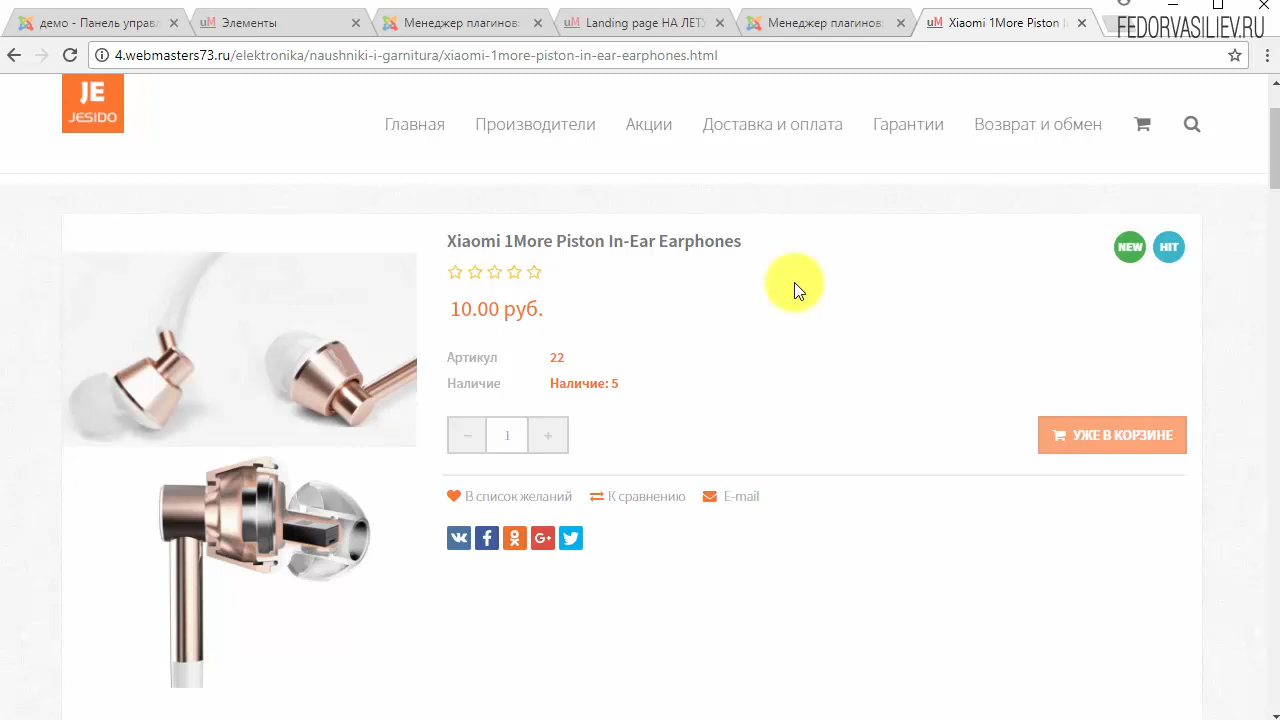 демо - Панель управл
Элементы
Менеджер плагинов:
Landing page НА ЛЕТУ
Менеджер плагинов:
Xiaomi 1More Piston I
FEDORVASILIEV.RU
4.webmasters73.ru/elektronika/naushniki-i-garnitura/xiaomi-1more-piston-in-ear-earphones.html
JE
JESIDO
Главная
Производители
Акции
Доставка и оплата
Гарантии
Возврат и обмен
Xiaomi 1More Piston In-Ear Earphones
NEW
HIT
10.00 руб.
Артикул 22
Наличие Наличие: 5
− 1 +
УЖЕ В КОРЗИНЕ
В список желаний
К сравнению
E-mail